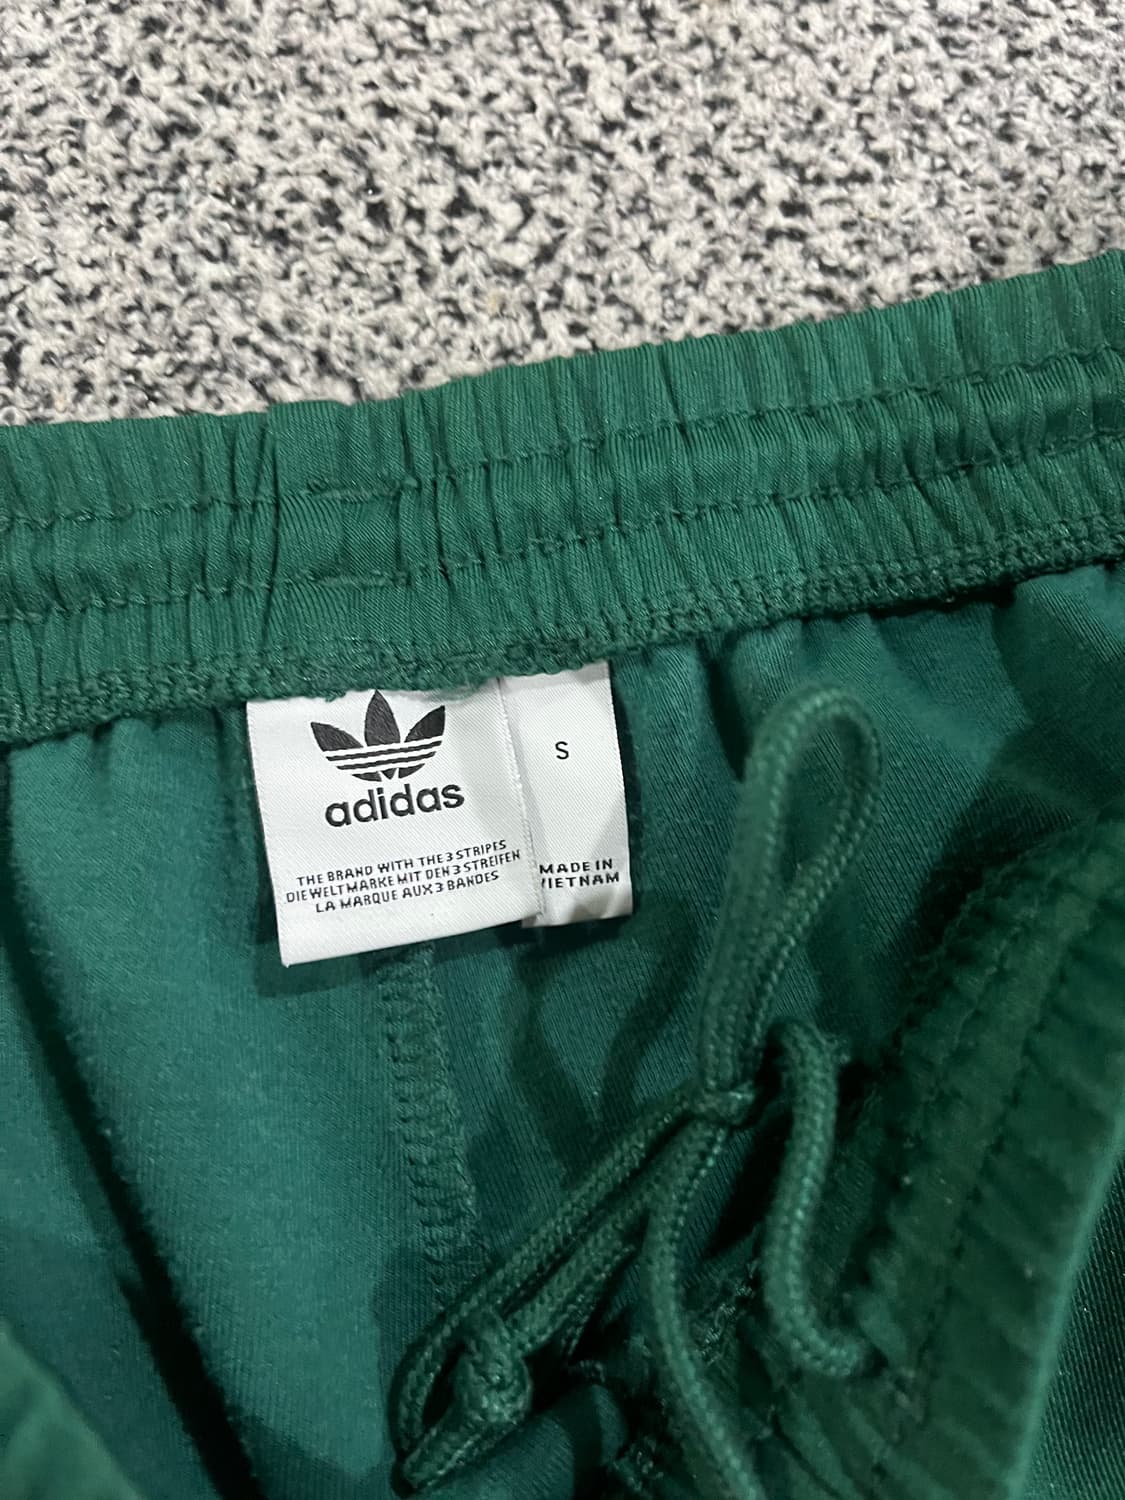 adidas
THE BRAND WITH THE 3 STRIPES
DIE WELTMARKE MIT DEN 3 STREIFEN
LA MARQUE AUX 3 BANDES
S
MADE IN
VIETNAM